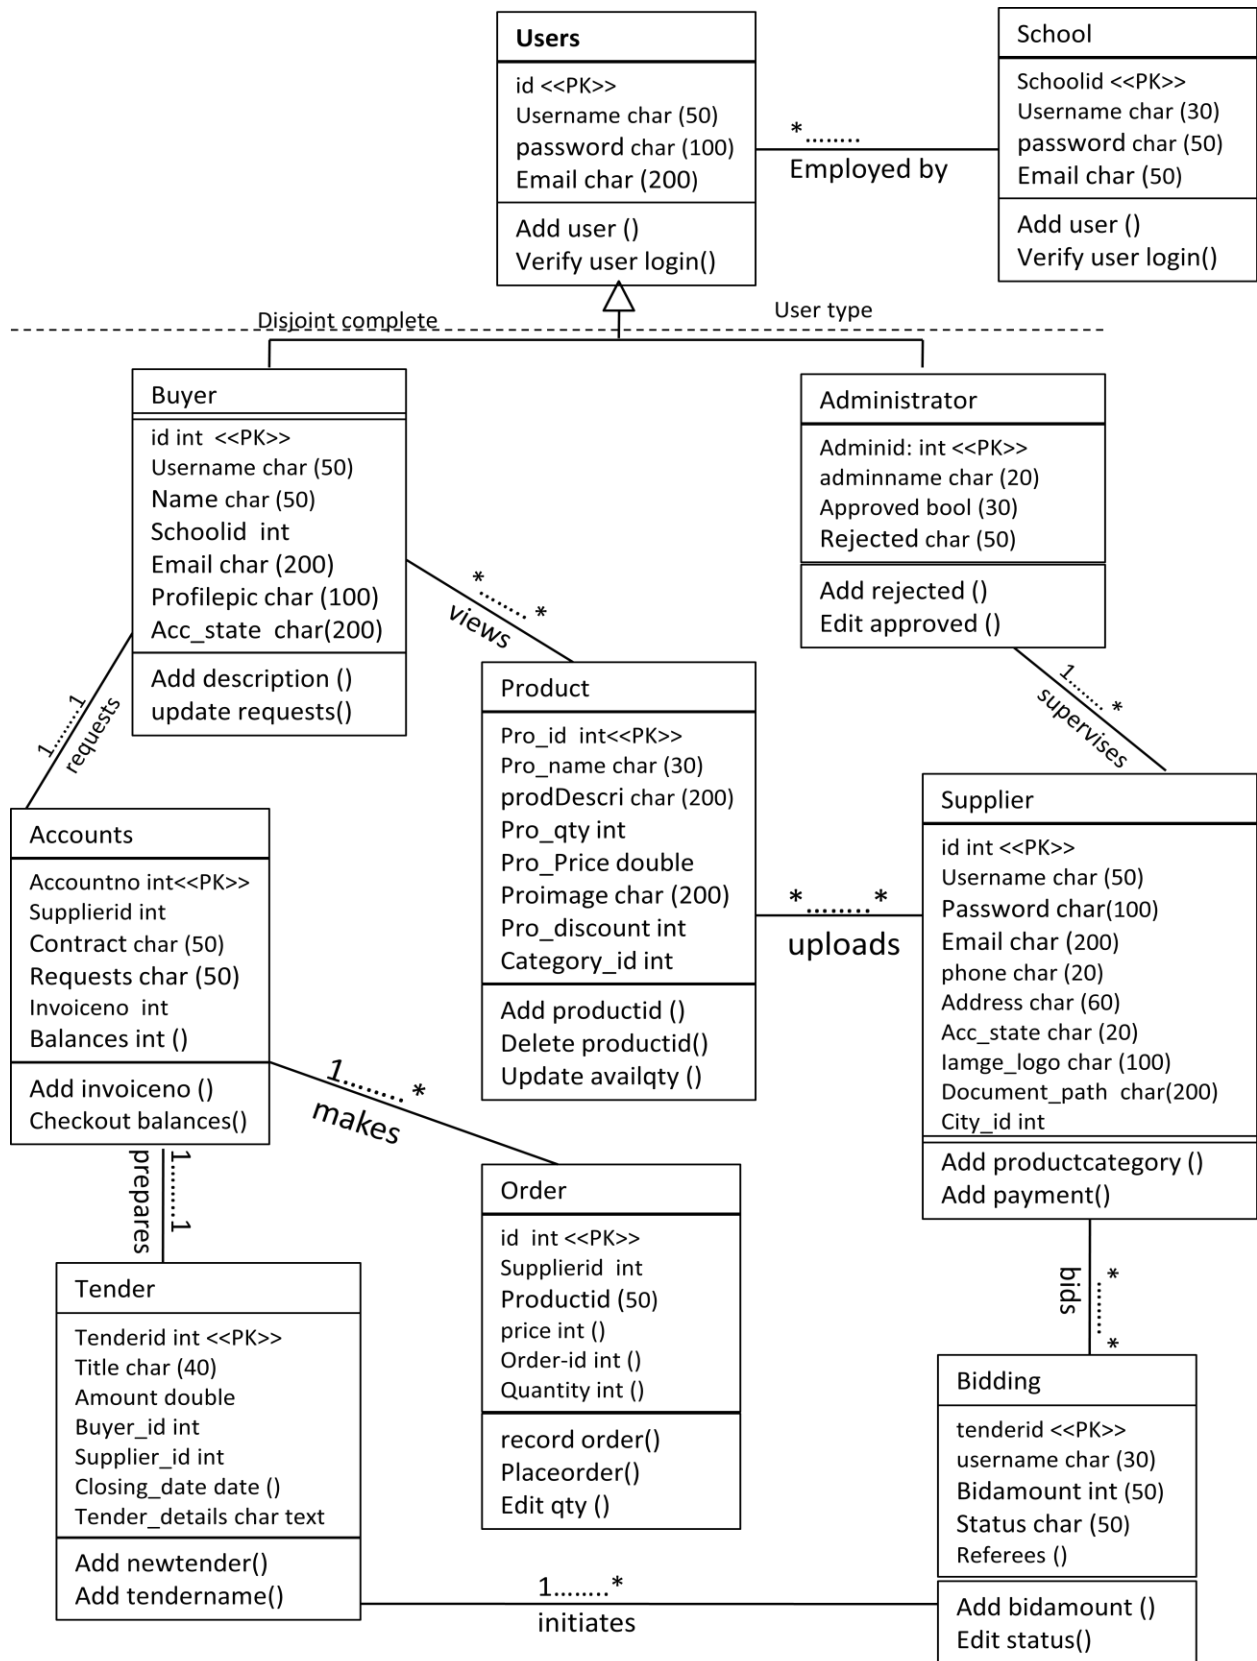 Users
id <<PK>>
Username char (50)
password char (100)
Email char (200)
Add user ()
Verify user login()
*........
Employed by
School
Schoolid <<PK>>
Username char (30)
password char (50)
Email char (50)
Add user ()
Verify user login()
Disjoint complete
User type
Buyer
id int <<PK>>
Username char (50)
Name char (50)
Schoolid int
Email char (200)
Profilepic char (100)
Acc_state char(200)
Add description ()
update requests()
Administrator
Adminid: int <<PK>>
adminname char (20)
Approved bool (30)
Rejected char (50)
Add rejected ()
Edit approved ()
*........ *
views
1........1
requests
1....... *
supervises
Product
Pro_id int<<PK>>
Pro_name char (30)
prodDescri char (200)
Pro_qty int
Pro_Price double
Proimage char (200)
Pro_discount int
Category_id int
Add productid ()
Delete productid()
Update availqty ()
Supplier
id int <<PK>>
Username char (50)
Password char(100)
Email char (200)
phone char (20)
Address char (60)
Acc_state char (20)
Iamge_logo char (100)
Document_path char(200)
City_id int
Add productcategory ()
Add payment()
*........*
uploads
Accounts
Accountno int<<PK>>
Supplierid int
Contract char (50)
Requests char (50)
Invoiceno int
Balances int ()
Add invoiceno ()
Checkout balances()
1........ *
makes
1........1
prepares
Order
id int <<PK>>
Supplierid int
Productid (50)
price int ()
Order-id int ()
Quantity int ()
record order()
Placeorder()
Edit qty ()
*........*
bids
Tender
Tenderid int <<PK>>
Title char (40)
Amount double
Buyer_id int
Supplier_id int
Closing_date date ()
Tender_details char text
Add newtender()
Add tendername()
1........*
initiates
Bidding
tenderid <<PK>>
username char (30)
Bidamount int (50)
Status char (50)
Referees ()
Add bidamount ()
Edit status()